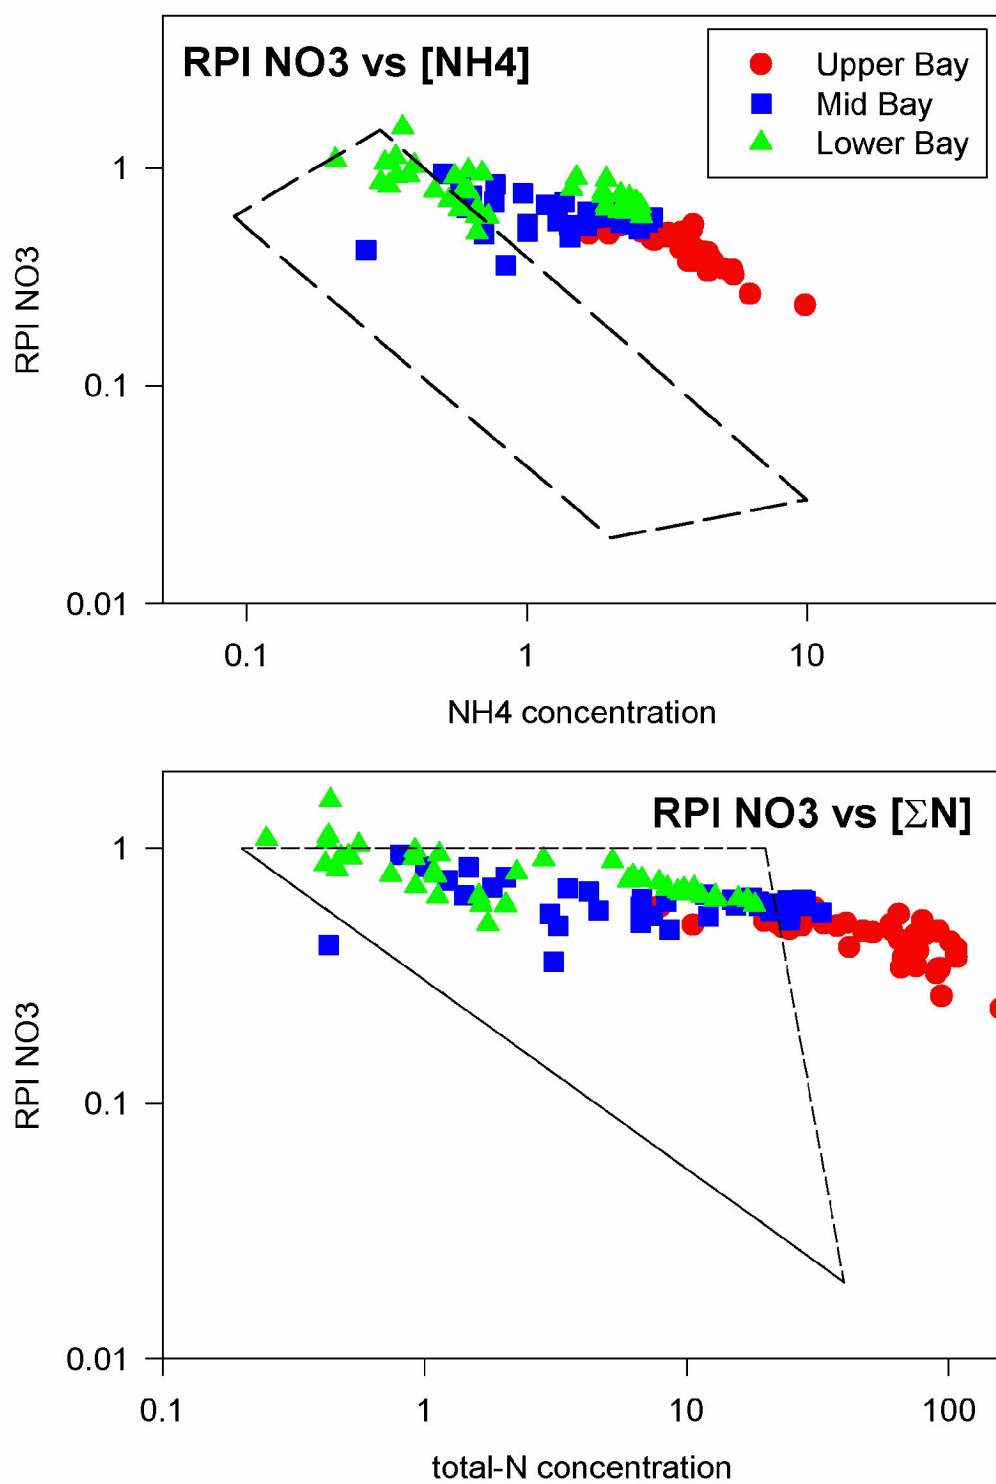 RPI NO3 vs [NH4]
Upper Bay
Mid Bay
Lower Bay
RPI NO3
1
0.1
0.01
0.1
1
10
NH4 concentration
RPI NO3 vs [ΣN]
RPI NO3
1
0.1
0.01
0.1
1
10
100
total-N concentration